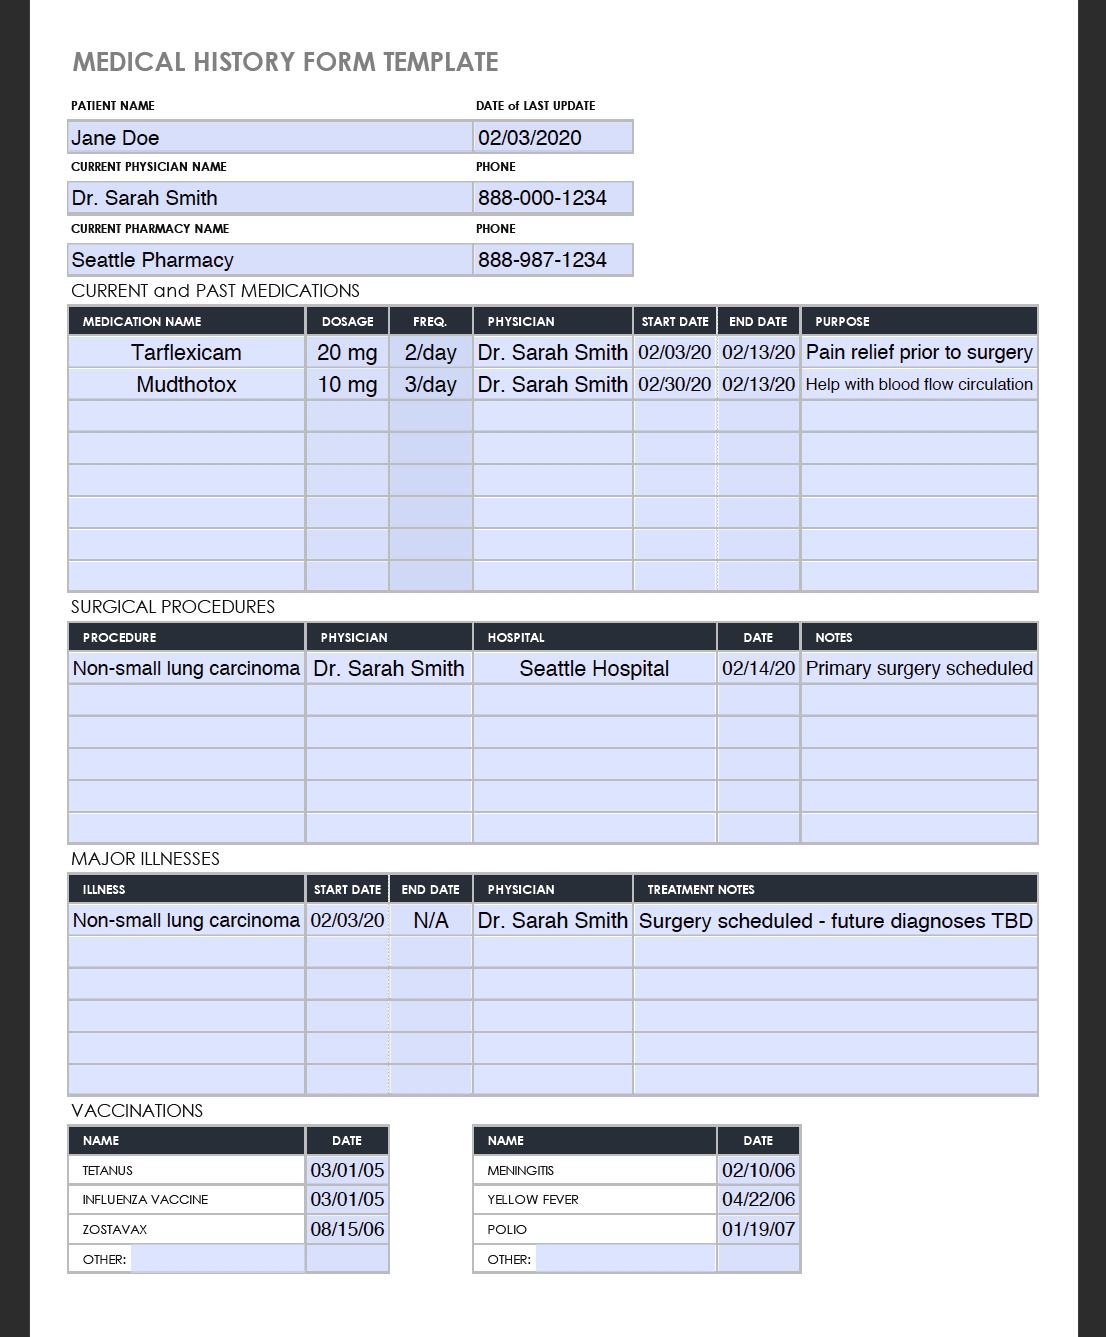 MEDICAL HISTORY FORM TEMPLATE
PATIENT NAME DATE of LAST UPDATE
Jane Doe 02/03/2020
CURRENT PHYSICIAN NAME PHONE
Dr. Sarah Smith 888-000-1234
CURRENT PHARMACY NAME PHONE
Seattle Pharmacy 888-987-1234
CURRENT and PAST MEDICATIONS
MEDICATION NAME DOSAGE FREQ. PHYSICIAN START DATE END DATE PURPOSE
Tarflexicam 20 mg 2/day Dr. Sarah Smith 02/03/20 02/13/20 Pain relief prior to surgery
Mudthotox 10 mg 3/day Dr. Sarah Smith 02/30/20 02/13/20 Help with blood flow circulation
SURGICAL PROCEDURES
PROCEDURE PHYSICIAN HOSPITAL DATE NOTES
Non-small lung carcinoma Dr. Sarah Smith Seattle Hospital 02/14/20 Primary surgery scheduled
MAJOR ILLNESSES
ILLNESS START DATE END DATE PHYSICIAN TREATMENT NOTES
Non-small lung carcinoma 02/03/20 N/A Dr. Sarah Smith Surgery scheduled - future diagnoses TBD
VACCINATIONS
NAME DATE NAME DATE
TETANUS 03/01/05 MENINGITIS 02/10/06
INFLUENZA VACCINE 03/01/05 YELLOW FEVER 04/22/06
ZOSTAVAX 08/15/06 POLIO 01/19/07
OTHER: OTHER: